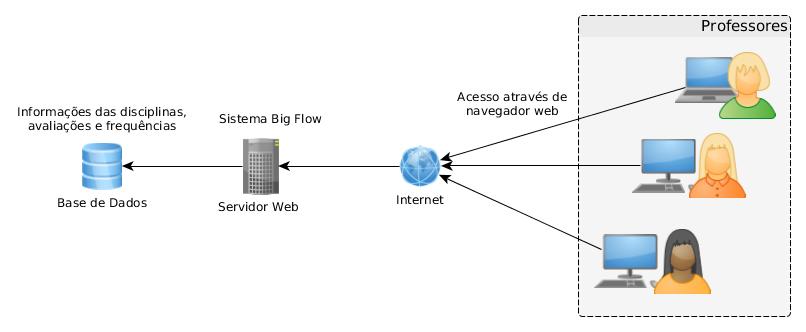 Professores
Acesso através de
navegador web
Informações das disciplinas,
avaliações e frequências
Sistema Big Flow
Base de Dados
Servidor Web
Internet